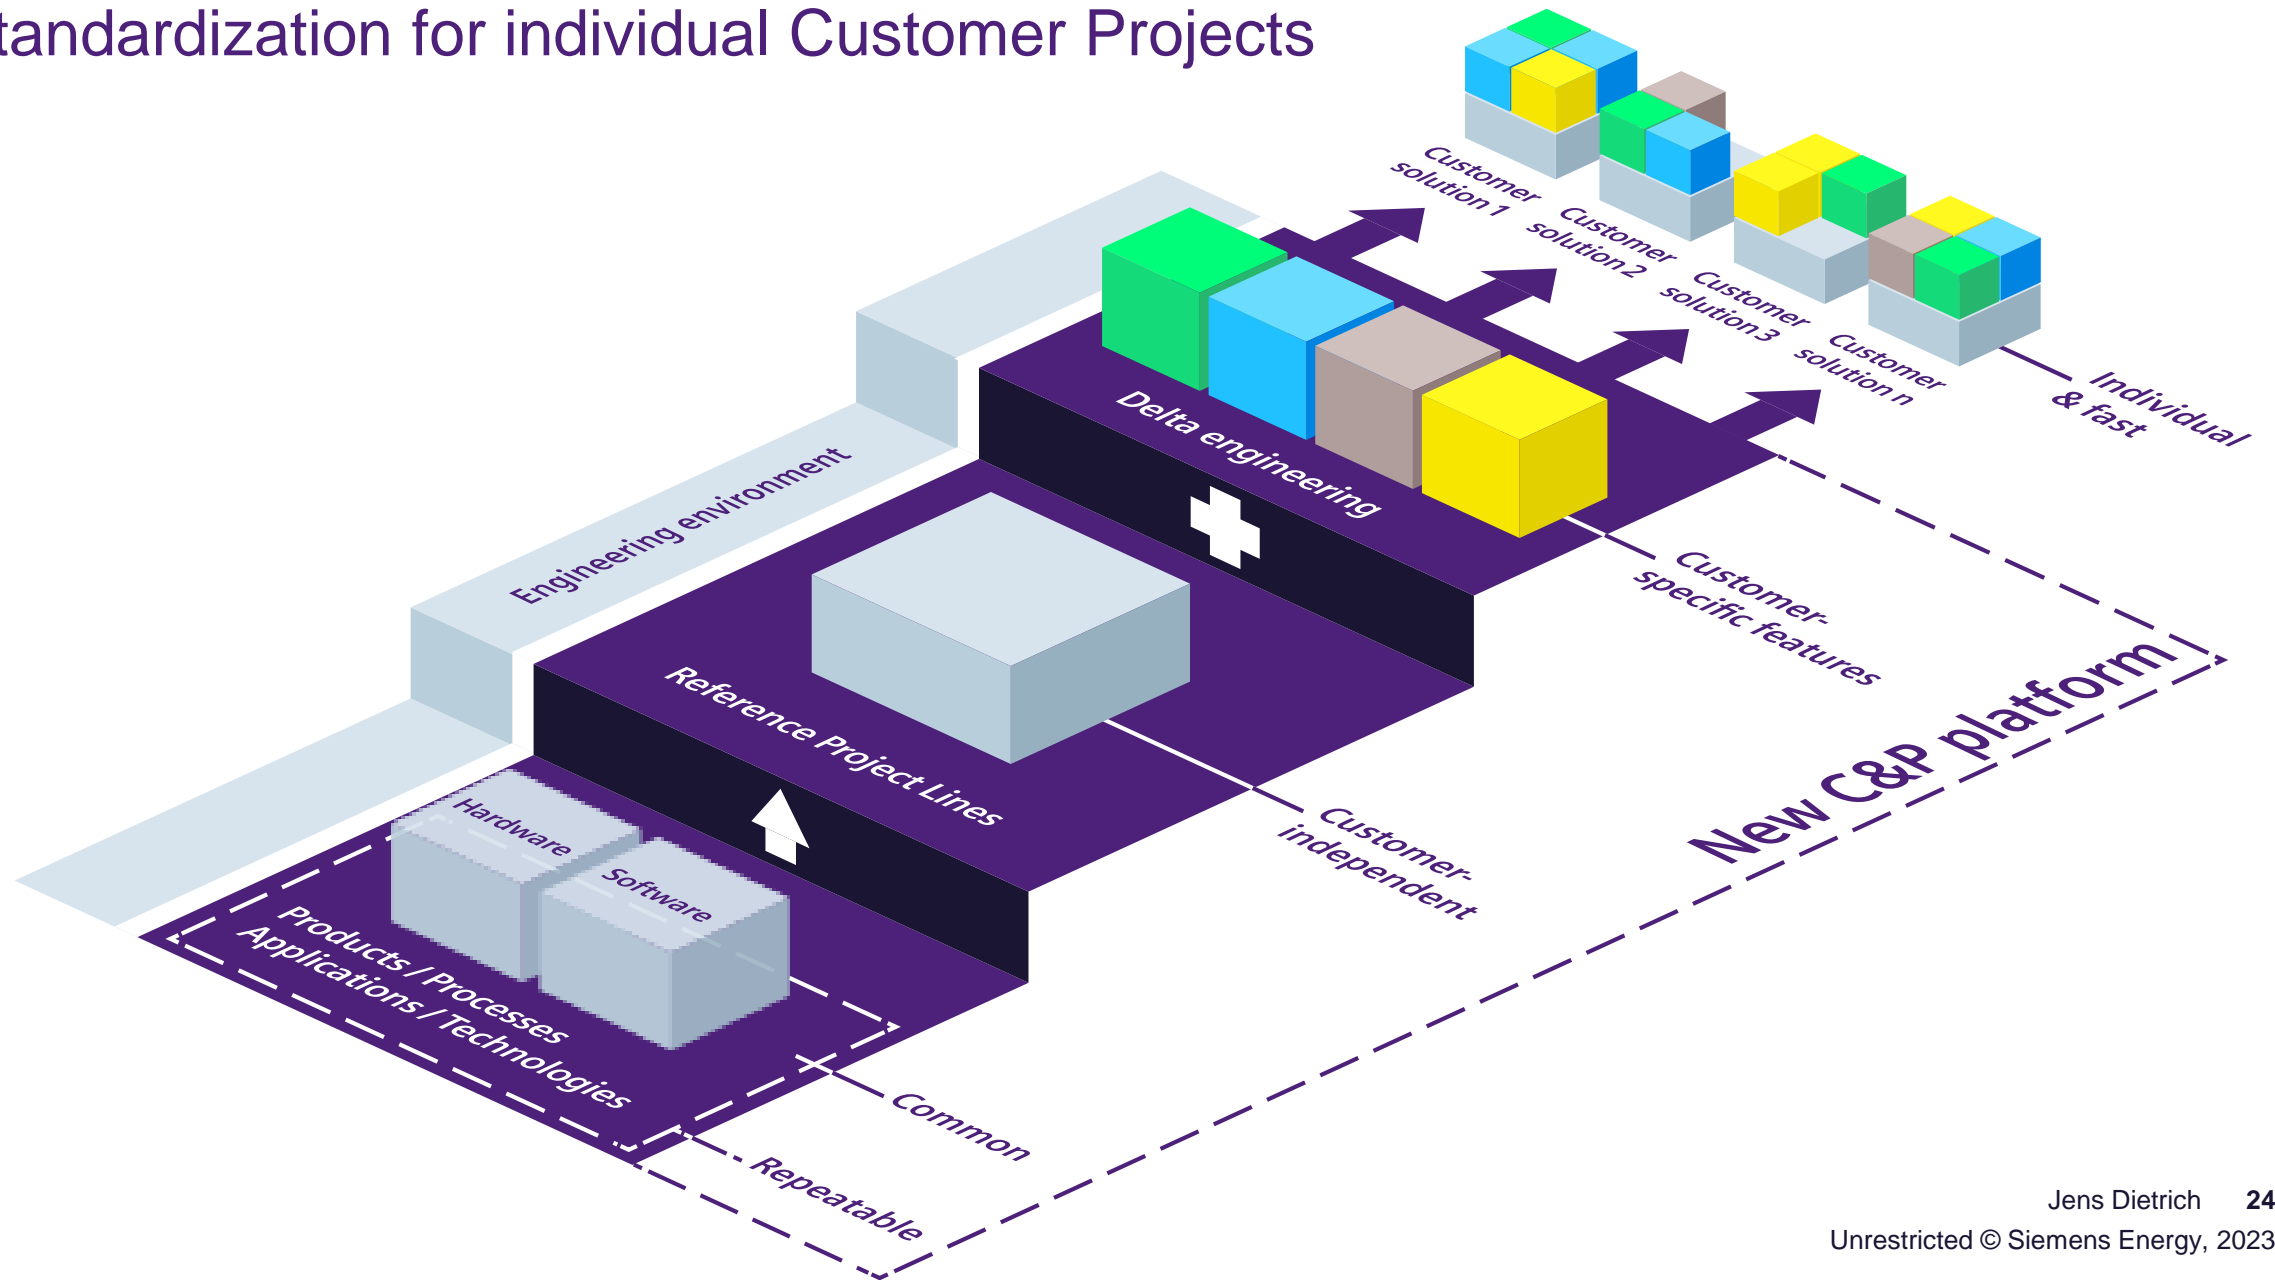 tandardization for individual Customer Projects
Customer
solution 1
Customer
solution 2
Customer
solution 3
Customer
solution n
Individual
& fast
Delta engineering
Engineering environment
Customer-
specific features
Reference Project Lines
New C&P platform
Hardware
Software
Customer-
independent
Products / Processes
Applications / Technologies
Common
Repeatable
Jens Dietrich 24
Unrestricted © Siemens Energy, 2023